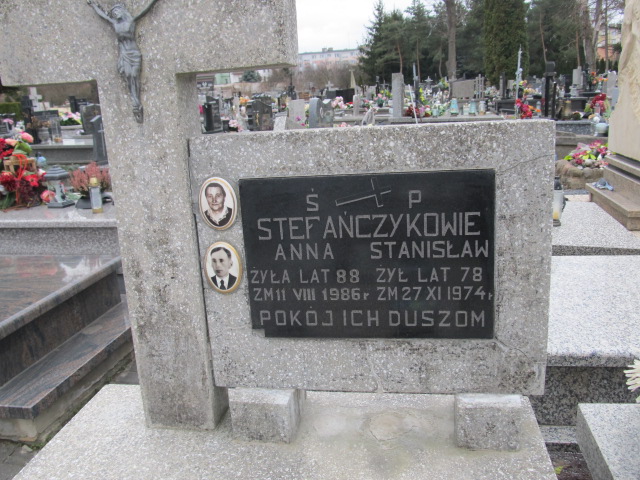 Ś P
STEFAŃCZYKOWIE
ANNA STANISŁAW
ŻYŁA LAT 88 ŻYŁ LAT 78
ZM 11 VIII 1986 r ZM 27 XI 1974 r
POKÓJ ICH DUSZOM